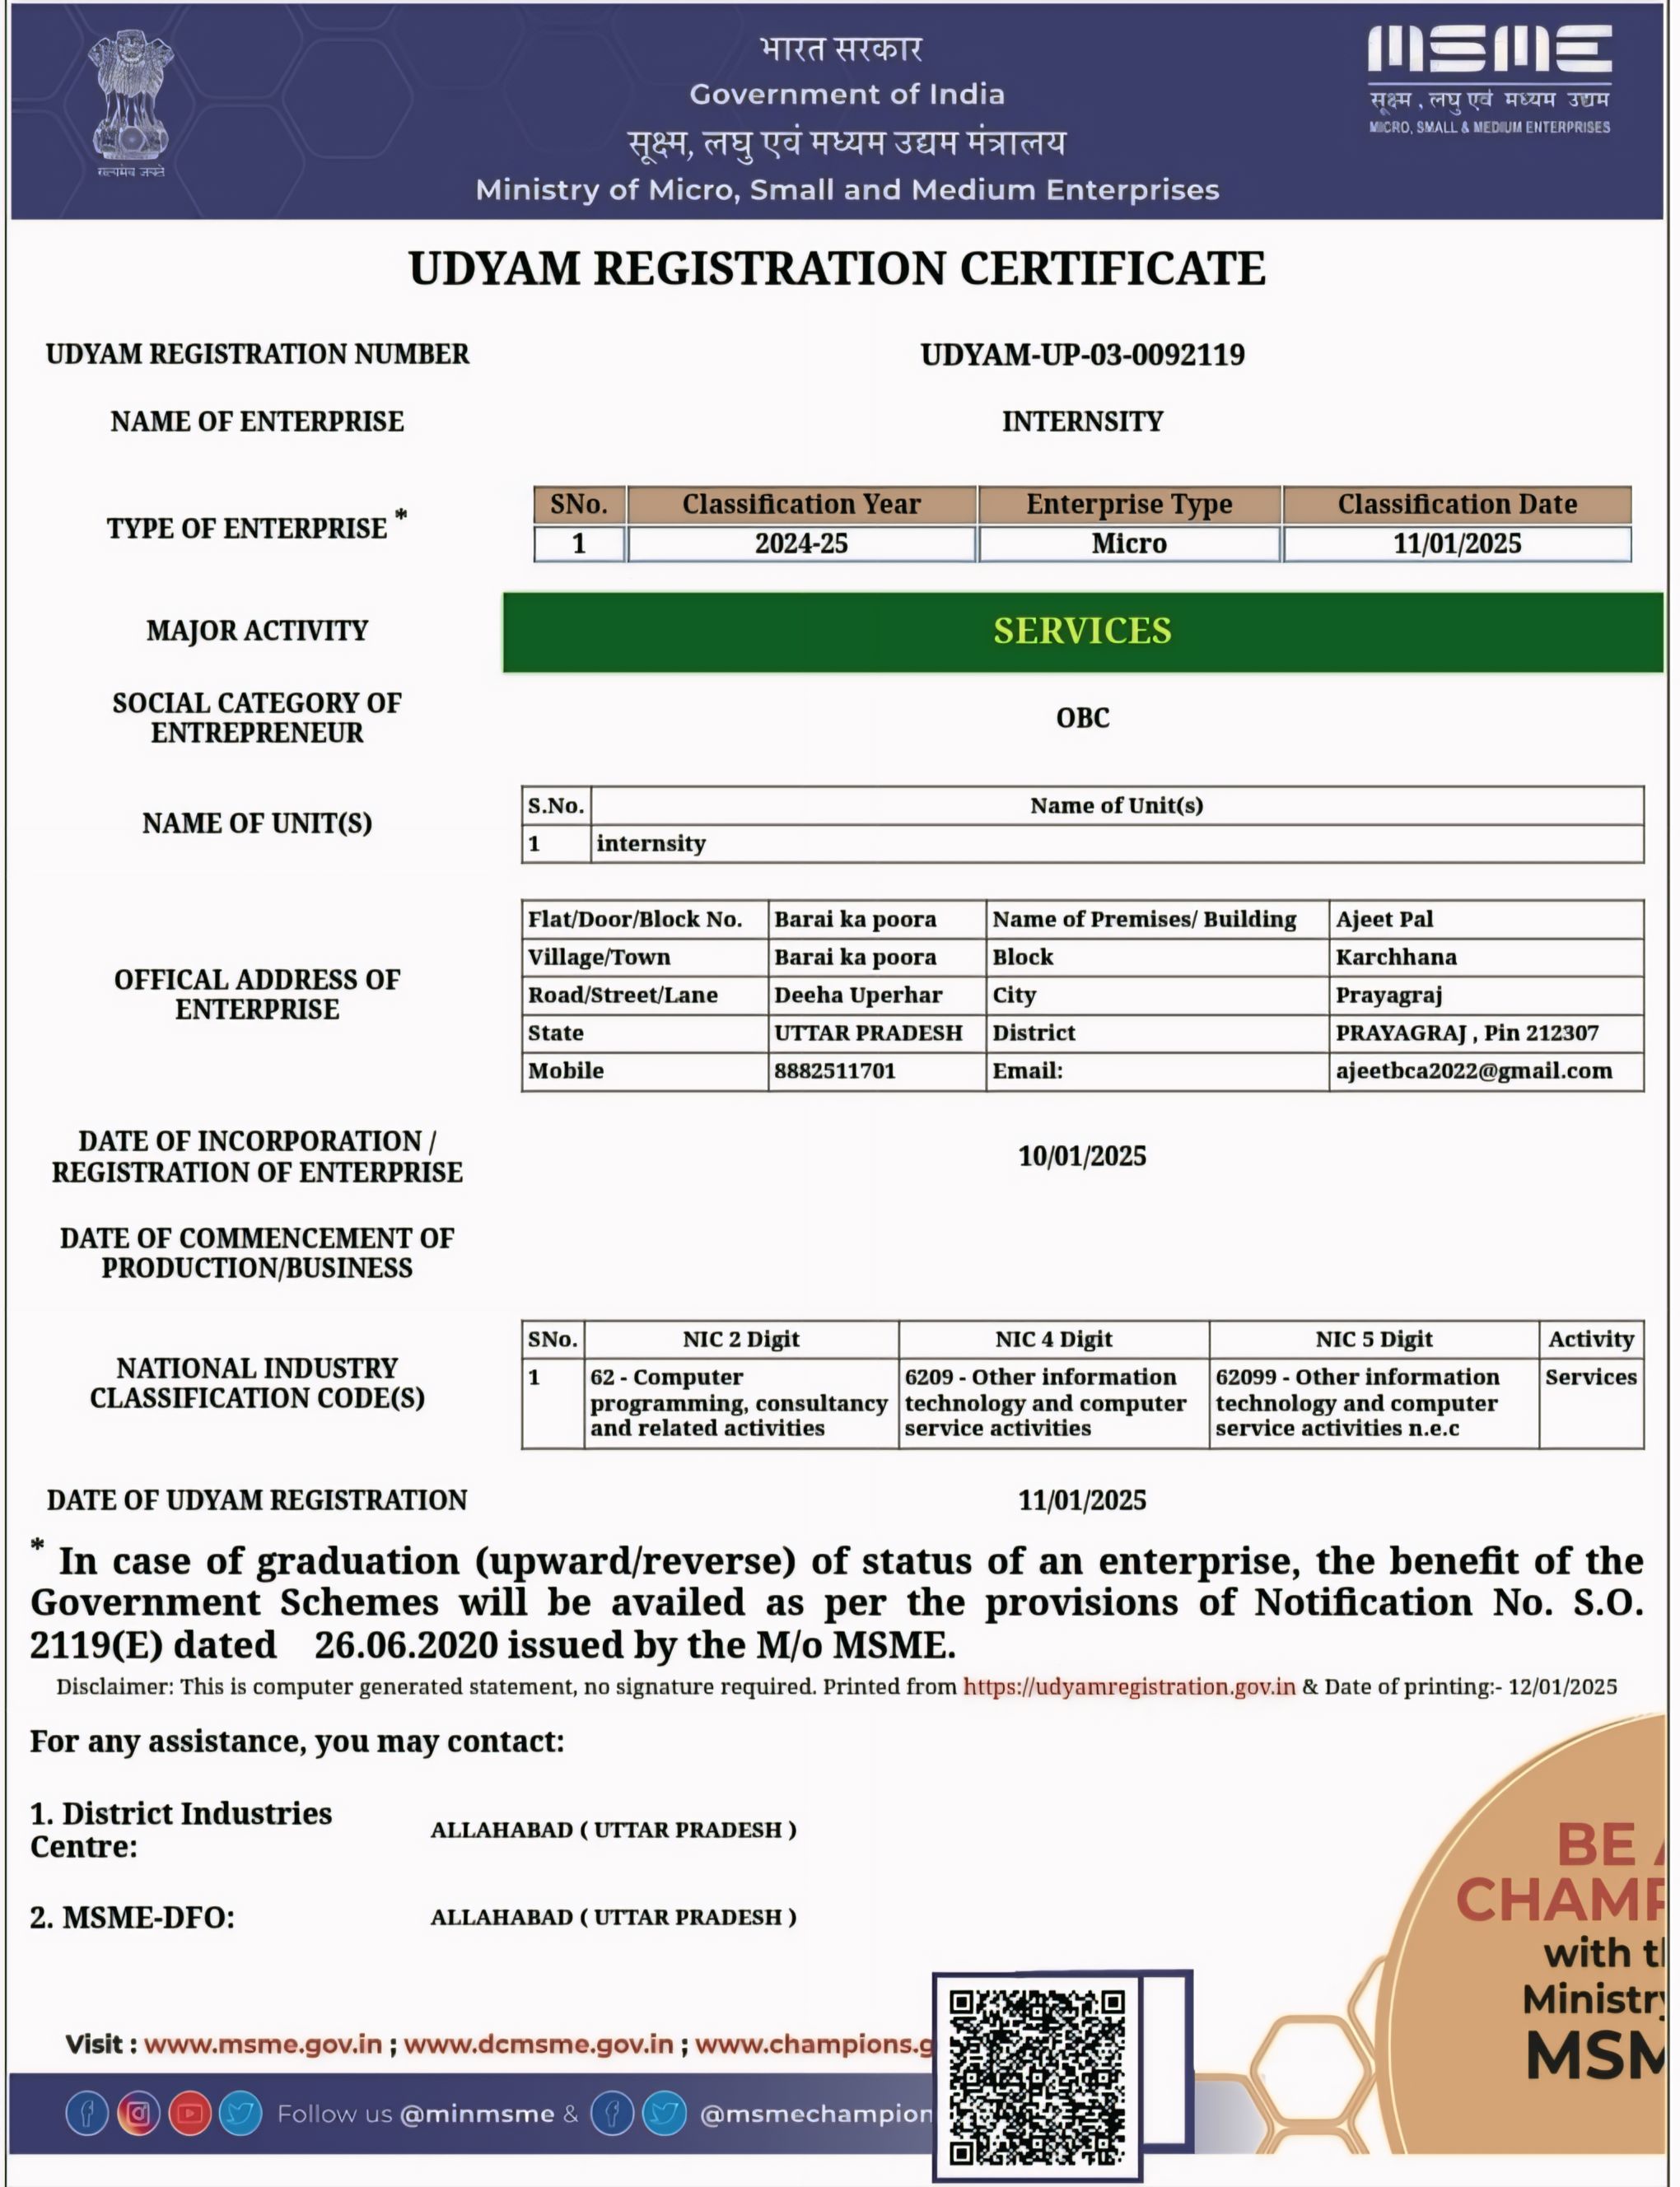 सत्यमेव जयते
भारत सरकार
Government of India
सूक्ष्म, लघु एवं मध्यम उद्यम मंत्रालय
Ministry of Micro, Small and Medium Enterprises
msme
सूक्ष्म , लघु एवं मध्यम उद्यम
MICRO, SMALL & MEDIUM ENTERPRISES
UDYAM REGISTRATION CERTIFICATE
UDYAM REGISTRATION NUMBER UDYAM-UP-03-0092119
NAME OF ENTERPRISE INTERNSITY
TYPE OF ENTERPRISE *
SNo. Classification Year Enterprise Type Classification Date
1 2024-25 Micro 11/01/2025
MAJOR ACTIVITY SERVICES
SOCIAL CATEGORY OF
ENTREPRENEUR
OBC
NAME OF UNIT(S)
S.No. Name of Unit(s)
1 internsity
OFFICAL ADDRESS OF
ENTERPRISE
Flat/Door/Block No. Barai ka poora Name of Premises/ Building Ajeet Pal
Village/Town Barai ka poora Block Karchhana
Road/Street/Lane Deeha Uperhar City Prayagraj
State UTTAR PRADESH District PRAYAGRAJ , Pin 212307
Mobile 8882511701 Email: ajeetbca2022@gmail.com
DATE OF INCORPORATION /
REGISTRATION OF ENTERPRISE
10/01/2025
DATE OF COMMENCEMENT OF
PRODUCTION/BUSINESS
NATIONAL INDUSTRY
CLASSIFICATION CODE(S)
SNo. NIC 2 Digit NIC 4 Digit NIC 5 Digit Activity
1 62 - Computer 6209 - Other information 62099 - Other information Services
programming, consultancy technology and computer technology and computer
and related activities service activities service activities n.e.c
DATE OF UDYAM REGISTRATION 11/01/2025
* In case of graduation (upward/reverse) of status of an enterprise, the benefit of the
Government Schemes will be availed as per the provisions of Notification No. S.O.
2119(E) dated 26.06.2020 issued by the M/o MSME.
Disclaimer: This is computer generated statement, no signature required. Printed from https://udyamregistration.gov.in & Date of printing:- 12/01/2025
For any assistance, you may contact:
1. District Industries
Centre:
ALLAHABAD ( UTTAR PRADESH )
2. MSME-DFO: ALLAHABAD ( UTTAR PRADESH )
BE A
CHAMP
with th
Ministry
MSM
Visit : www.msme.gov.in ; www.dcmsme.gov.in ; www.champions.g
Follow us @minmsme & @msmechampion